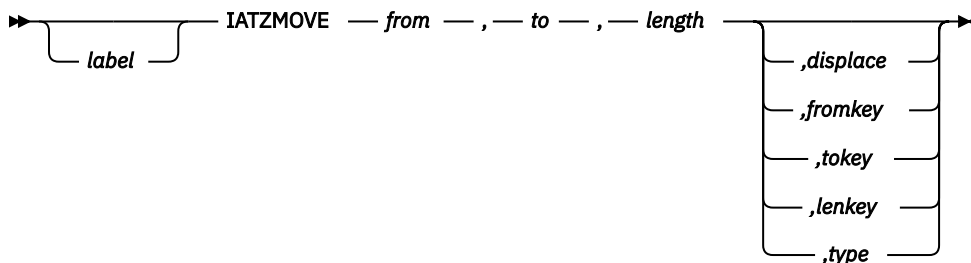 IATZMOVE from , to , length
label
,displace
,fromkey
,tokey
,lenkey
,type